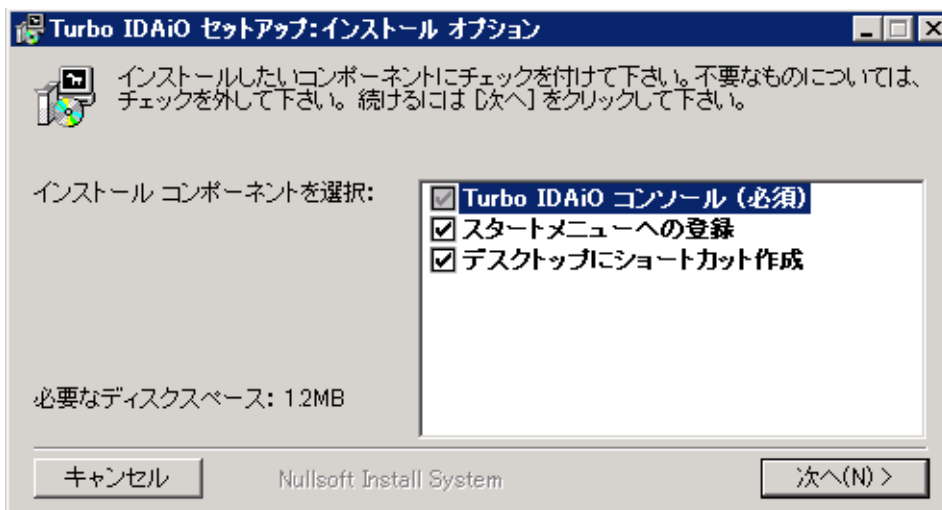 Turbo IDAiO セットアップ:インストール オプション
インストールしたいコンポーネントにチェックを付けて下さい。不要なものについては、
チェックを外して下さい。続けるには [次へ] をクリックして下さい。
インストール コンポーネントを選択:
Turbo IDAiO コンソール (必須)
スタートメニューへの登録
デスクトップにショートカット作成
必要なディスクスペース: 1.2MB
キャンセル
Nullsoft Install System
次へ(N) >